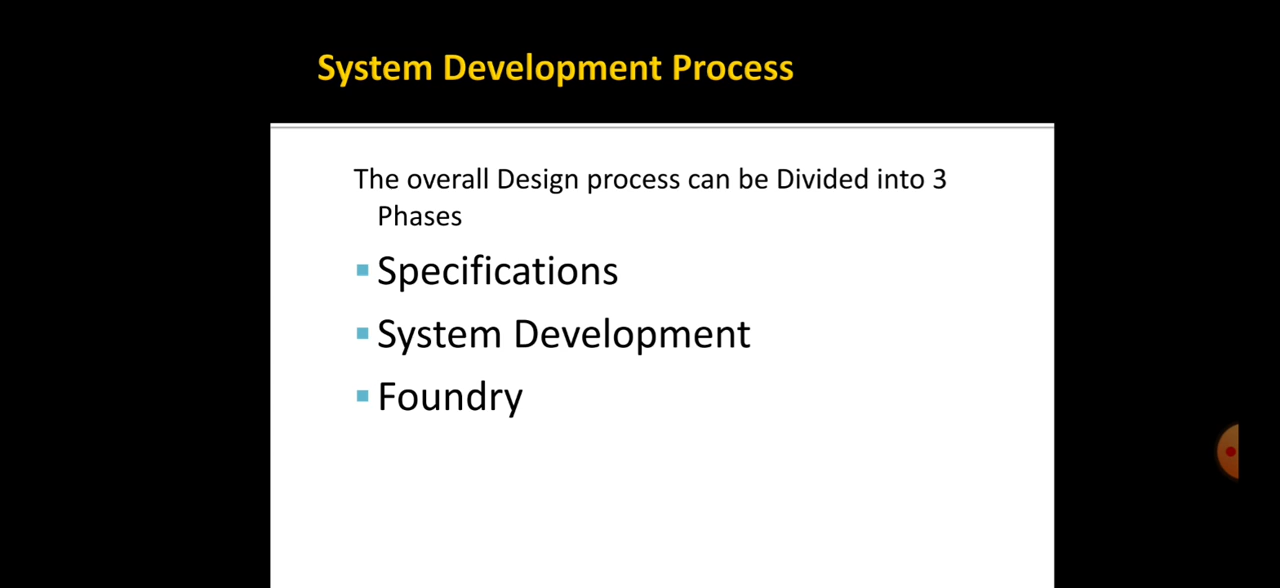 System Development Process
The overall Design process can be Divided into 3
Phases
Specifications
System Development
Foundry